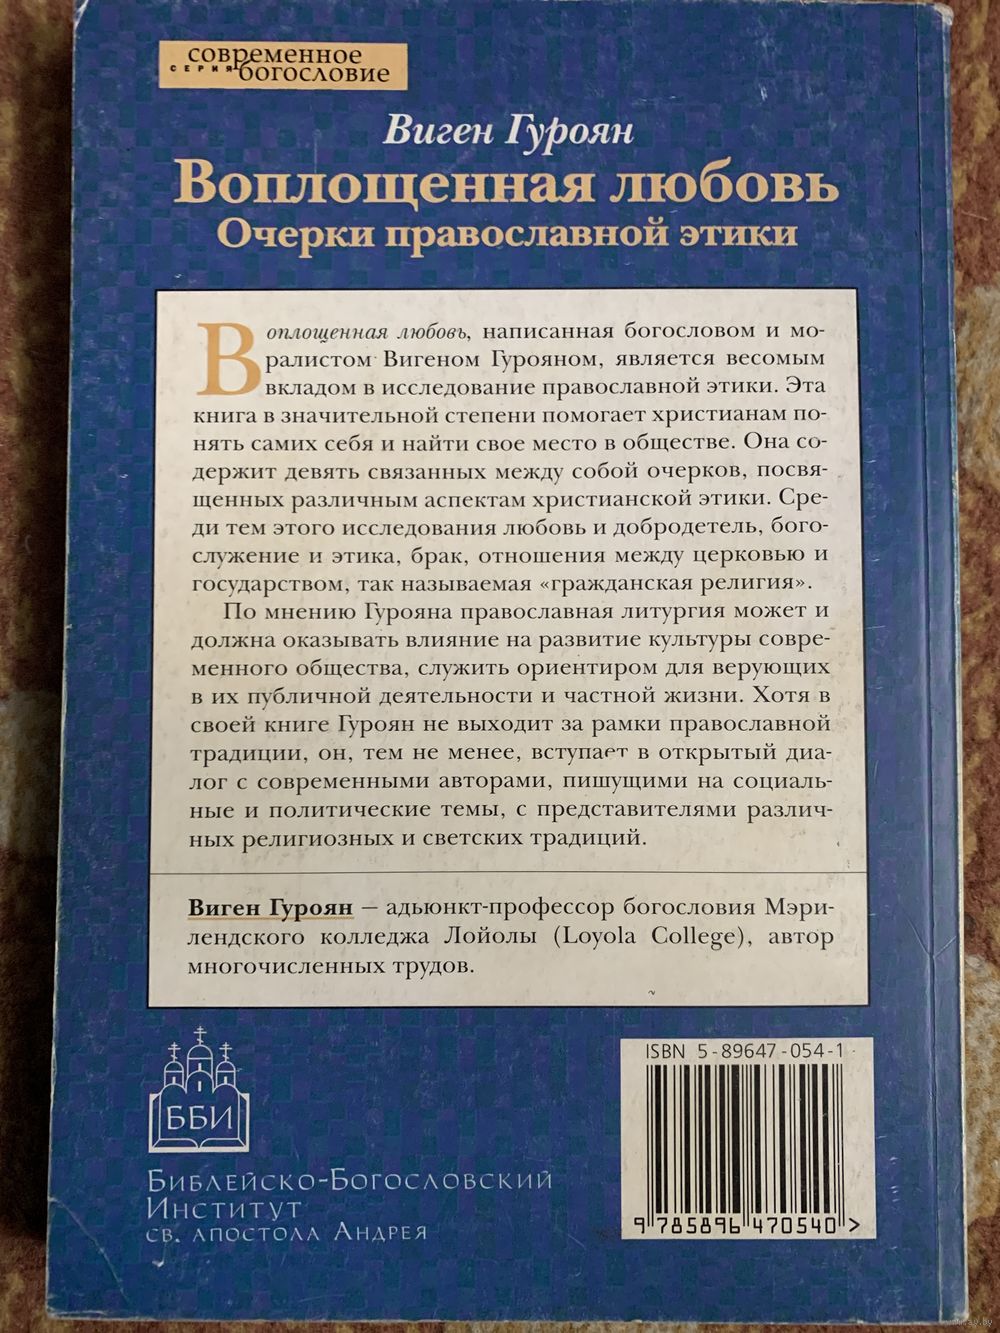 современное
серия богословие
Виген Гуроян
Воплощенная любовь
Очерки православной этики
Воплощенная любовь, написанная богословом и мо-
ралистом Вигеном Гурояном, является весомым
вкладом в исследование православной этики. Эта
книга в значительной степени помогает христианам по-
нять самих себя и найти свое место в обществе. Она со-
держит девять связанных между собой очерков, посвя-
щенных различным аспектам христианской этики. Сре-
ди тем этого исследования любовь и добродетель, бого-
служение и этика, брак, отношения между церковью и
государством, так называемая «гражданская религия».
По мнению Гурояна православная литургия может и
должна оказывать влияние на развитие культуры совре-
менного общества, служить ориентиром для верующих
в их публичной деятельности и частной жизни. Хотя в
своей книге Гуроян не выходит за рамки православной
традиции, он, тем не менее, вступает в открытый диа-
лог с современными авторами, пишущими на социаль-
ные и политические темы, с представителями различ-
ных религиозных и светских традиций.
Виген Гуроян – адьюнкт-профессор богословия Мэри-
лендского колледжа Лойолы (Loyola College), автор
многочисленных трудов.
ББИ
Библейско-Богословский
Институт
св. апостола Андрея
ISBN 5-89647-054-1
9 785896 470540 >